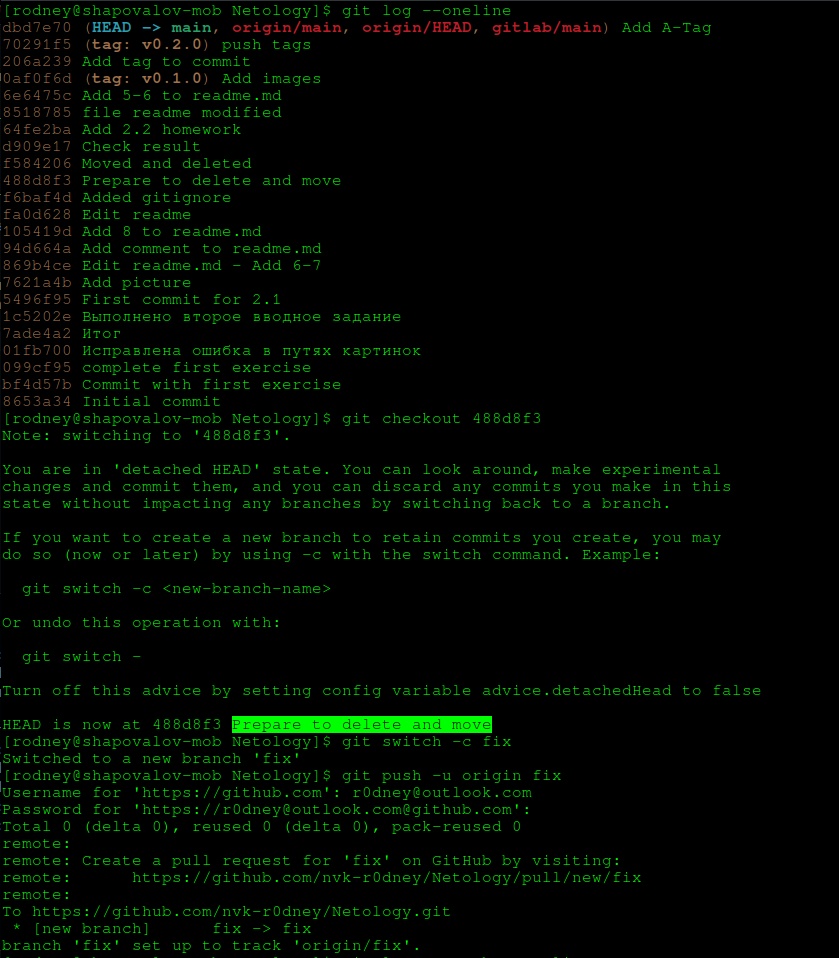 [rodney@shapovalov-mob Netology]$ git log --oneline
dbd7e70 (HEAD -> main, origin/main, origin/HEAD, gitlab/main) Add A-Tag
70291f5 (tag: v0.2.0) push tags
206a239 Add tag to commit
0af0f6d (tag: v0.1.0) Add images
6e6475c Add 5-6 to readme.md
8518785 file readme modified
64fe2ba Add 2.2 homework
d909e17 Check result
f584206 Moved and deleted
488d8f3 Prepare to delete and move
f6baf4d Added gitignore
fa0d628 Edit readme
105419d Add 8 to readme.md
94d664a Add comment to readme.md
869b4ce Edit readme.md - Add 6-7
7621a4b Add picture
5496f95 First commit for 2.1
1c5202e Выполнено второе вводное задание
7ade4a2 Итог
01fb700 Исправлена ошибка в путях картинок
099cf95 complete first exercise
bf4d57b Commit with first exercise
8653a34 Initial commit
[rodney@shapovalov-mob Netology]$ git checkout 488d8f3
Note: switching to '488d8f3'.
You are in 'detached HEAD' state. You can look around, make experimental
changes and commit them, and you can discard any commits you make in this
state without impacting any branches by switching back to a branch.
If you want to create a new branch to retain commits you create, you may
do so (now or later) by using -c with the switch command. Example:
git switch -c <new-branch-name>
Or undo this operation with:
git switch -
Turn off this advice by setting config variable advice.detachedHead to false
HEAD is now at 488d8f3 Prepare to delete and move
[rodney@shapovalov-mob Netology]$ git switch -c fix
Switched to a new branch 'fix'
[rodney@shapovalov-mob Netology]$ git push -u origin fix
Username for 'https://github.com': r0dney@outlook.com
Password for 'https://r0dney@outlook.com@github.com':
Total 0 (delta 0), reused 0 (delta 0), pack-reused 0
remote:
remote: Create a pull request for 'fix' on GitHub by visiting:
remote:      https://github.com/nvk-r0dney/Netology/pull/new/fix
remote:
To https://github.com/nvk-r0dney/Netology.git
* [new branch]      fix -> fix
branch 'fix' set up to track 'origin/fix'.